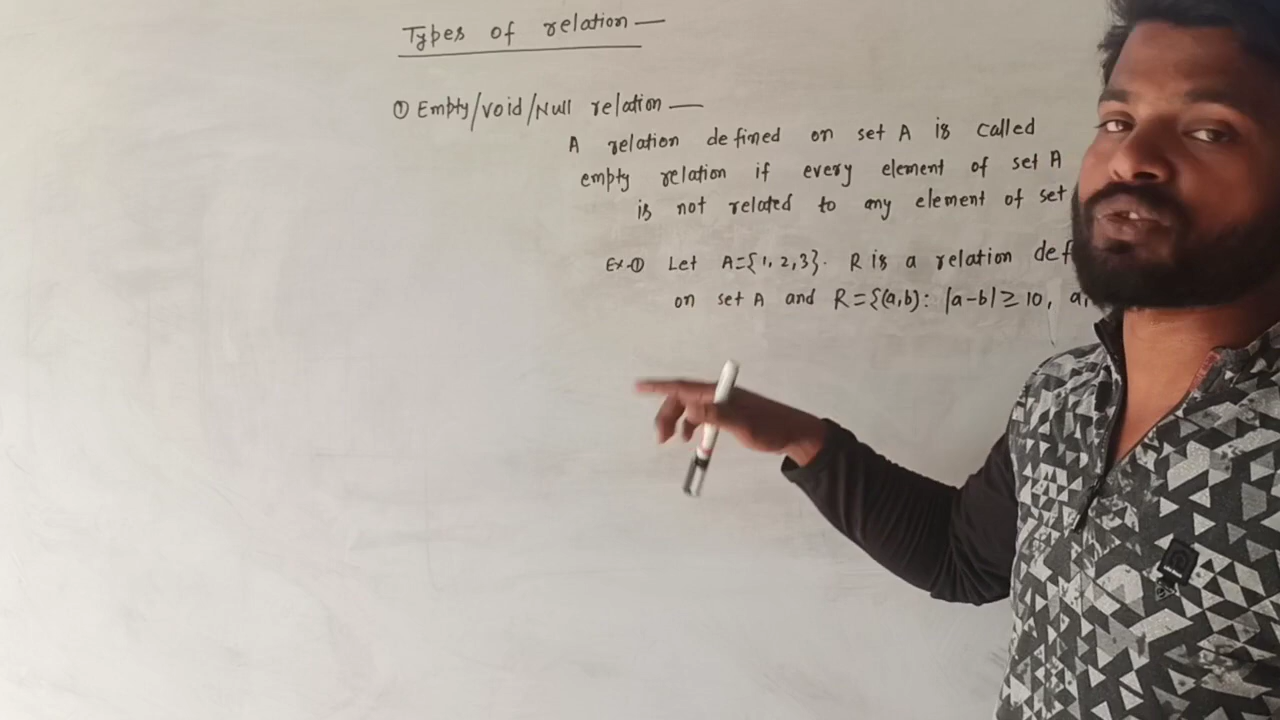 Types of relation —
① Empty/void/Null relation —
A relation defined on set A is called
empty relation if every element of set A
is not related to any element of set
Ex-① Let A={1,2,3}. R is a relation def
on set A and R={(a,b): |a-b|≥10, a,